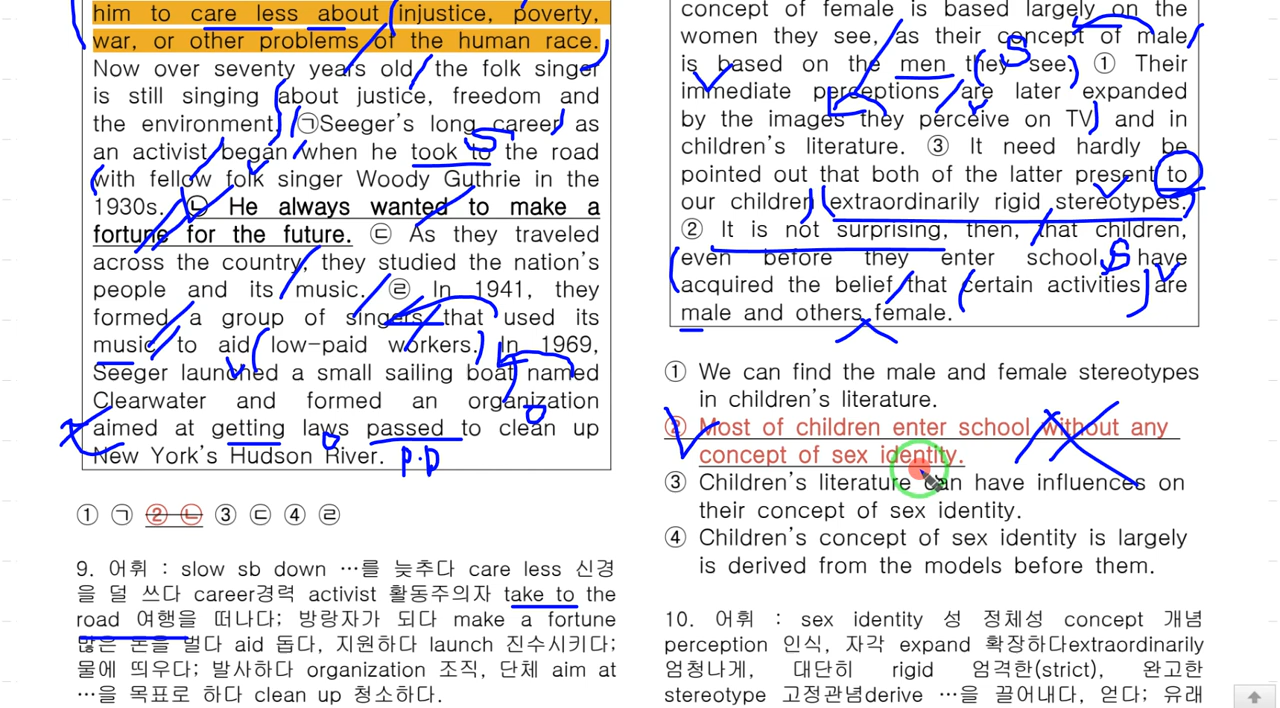 him to care less about injustice, poverty,
war, or other problems of the human race.
Now over seventy years old, the folk singer
is still singing about justice, freedom and
the environment. ㉠Seeger's long career as
an activist began when he took to the road
with fellow folk singer Woody Guthrie in the
1930s. ㉡ He always wanted to make a
fortune for the future. ㉢ As they traveled
across the country, they studied the nation's
people and its music. ㉣ In 1941, they
formed a group of singers that used its
music to aid low-paid workers. In 1969,
Seeger launched a small sailing boat named
Clearwater and formed an organization
aimed at getting laws passed to clean up
New York's Hudson River.
P.P
① ㉠ ② ㉡ ③ ㉢ ④ ㉣
9. 어휘 : slow sb down …를 늦추다 care less 신경
을 덜 쓰다 career경력 activist 활동주의자 take to the
road 여행을 떠나다; 방랑자가 되다 make a fortune
많은 돈을 벌다 aid 돕다, 지원하다 launch 진수시키다;
물에 띄우다; 발사하다 organization 조직, 단체 aim at
…을 목표로 하다 clean up 청소하다.
concept of female is based largely on the
women they see, as their concept of male
is based on the men they see. ① Their
immediate perceptions are later expanded
by the images they perceive on TV and in
children's literature. ③ It need hardly be
pointed out that both of the latter present to
our children extraordinarily rigid stereotypes.
② It is not surprising, then, that children,
even before they enter school, have
acquired the belief that certain activities are
male and others female.
S
S
S
① We can find the male and female stereotypes
in children's literature.
② Most of children enter school without any
concept of sex identity.
③ Children's literature can have influences on
their concept of sex identity.
④ Children's concept of sex identity is largely
is derived from the models before them.
10. 어휘 : sex identity 성 정체성 concept 개념
perception 인식, 자각 expand 확장하다extraordinarily
엄청나게, 대단히 rigid 엄격한(strict), 완고한
stereotype 고정관념derive …을 끌어내다, 얻다; 유래